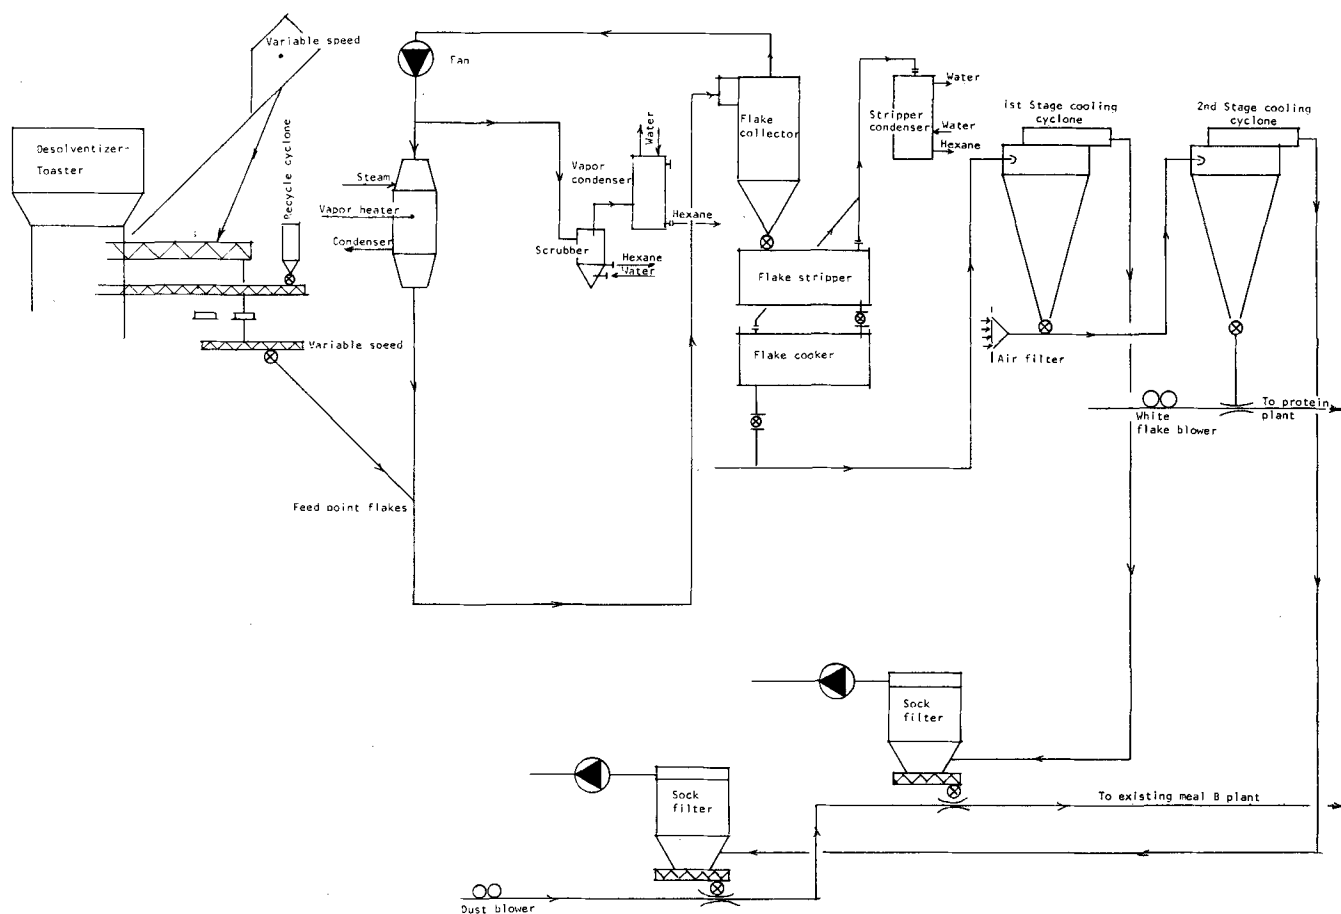 Variable speed
Desolventizer-
Toaster
Recycle cyclone
Variable soeed
Feed point flakes
Fan
Steam
Vapor heater
Condenser
Scrubber
Hexane
Water
Vapor
condenser
Water
Hexane
Flake
collector
Flake stripper
Flake cooker
Stripper
condenser
Water
Water
Hexane
ist Stage cooling
cyclone
2nd Stage cooling
cyclone
Air filter
White
flake blower
To protein
plant
Sock
filter
Sock
filter
To existing meal B plant
Dust blower